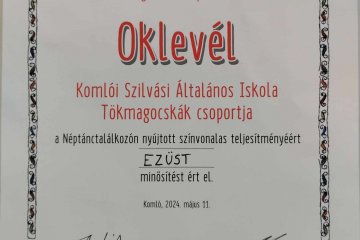 Oklevél
Komlói Szilvási Általános Iskola
Tökmagocskák csoportja
a Néptánctalálkozón nyújtott színvonalas teljesítményéért
EZÜST
minősítést ért el.
Komló, 2024. május 11.